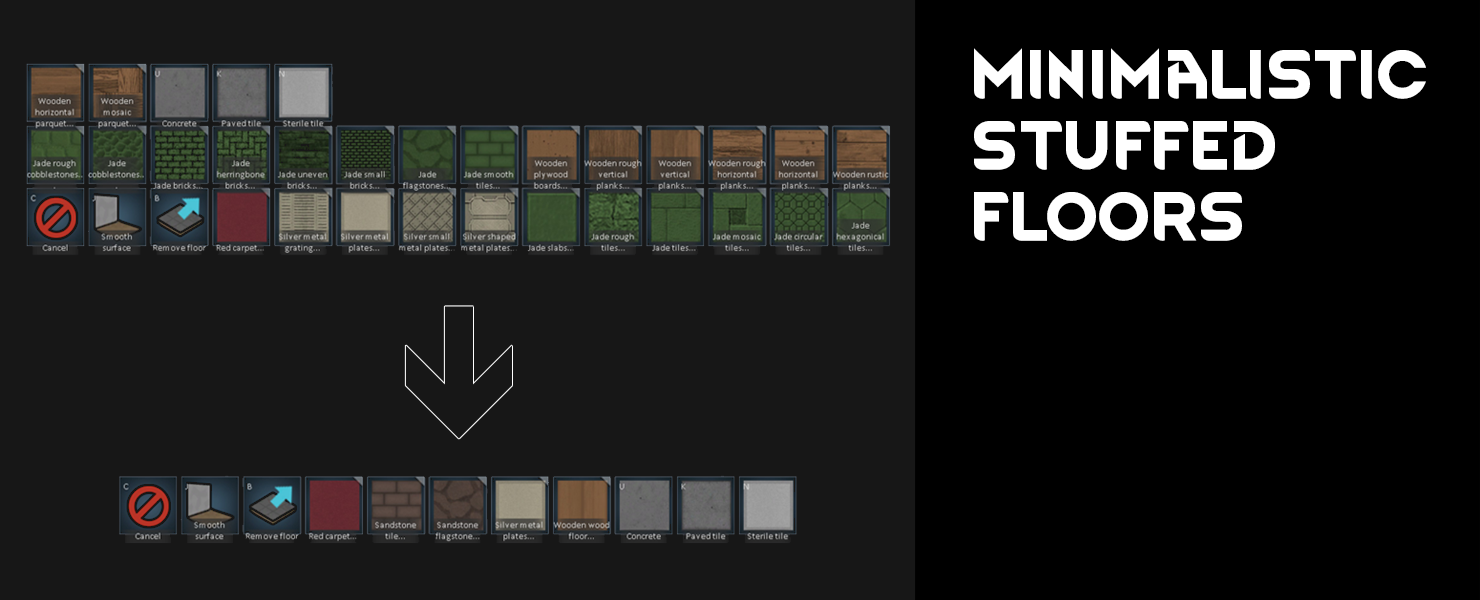 MINIMALISTIC
STUFFED
FLOORS
Wooden horizontal parquet...
Wooden mosaic parquet...
U
Concrete
K
Paved tile
N
Sterile tile
Jade rough cobblestones...
Jade cobblestones...
Jade bricks...
Jade herringbone bricks...
Jade uneven bricks...
Jade small bricks...
Jade flagstones...
Jade smooth tiles...
Wooden plywood boards...
Wooden rough vertical planks...
Wooden vertical planks...
Wooden rough horizontal planks...
Wooden horizontal planks...
Wooden rustic planks...
C
Cancel
J
Smooth surface
B
Remove floor
Red carpet...
Silver metal grating...
Silver metal plates...
Silver small metal plates...
Silver shaped metal plates...
Jade slabs...
Jade rough tiles...
Jade tiles...
Jade mosaic tiles...
Jade circular tiles...
Jade hexagonical tiles...
C
Cancel
J
Smooth surface
B
Remove floor
Red carpet...
Sandstone tile...
Sandstone flagstone...
Silver metal plates...
Wooden wood floor...
U
Concrete
K
Paved tile
N
Sterile tile